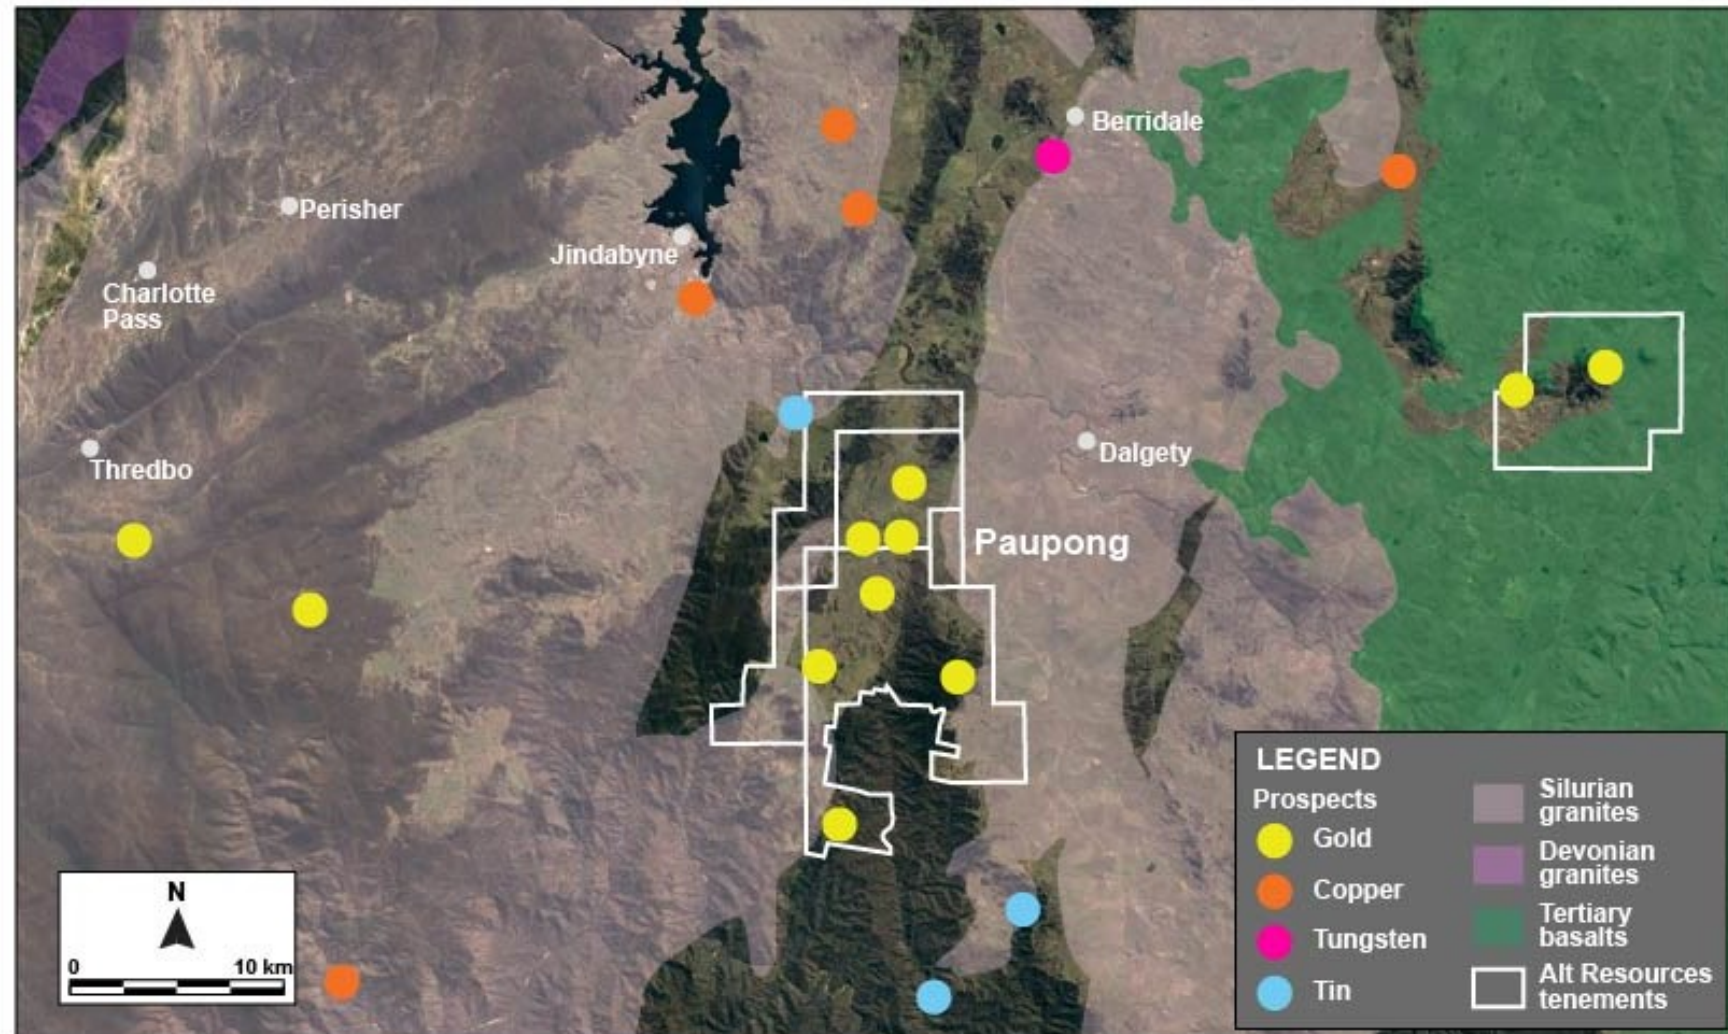 Berridale
Perisher
Jindabyne
Charlotte
Pass
Dalgety
Thredbo
Paupong
N
0 10 km
LEGEND
Prospects
Gold
Copper
Tungsten
Tin
Silurian
granites
Devonian
granites
Tertiary
basalts
Alt Resources
tenements